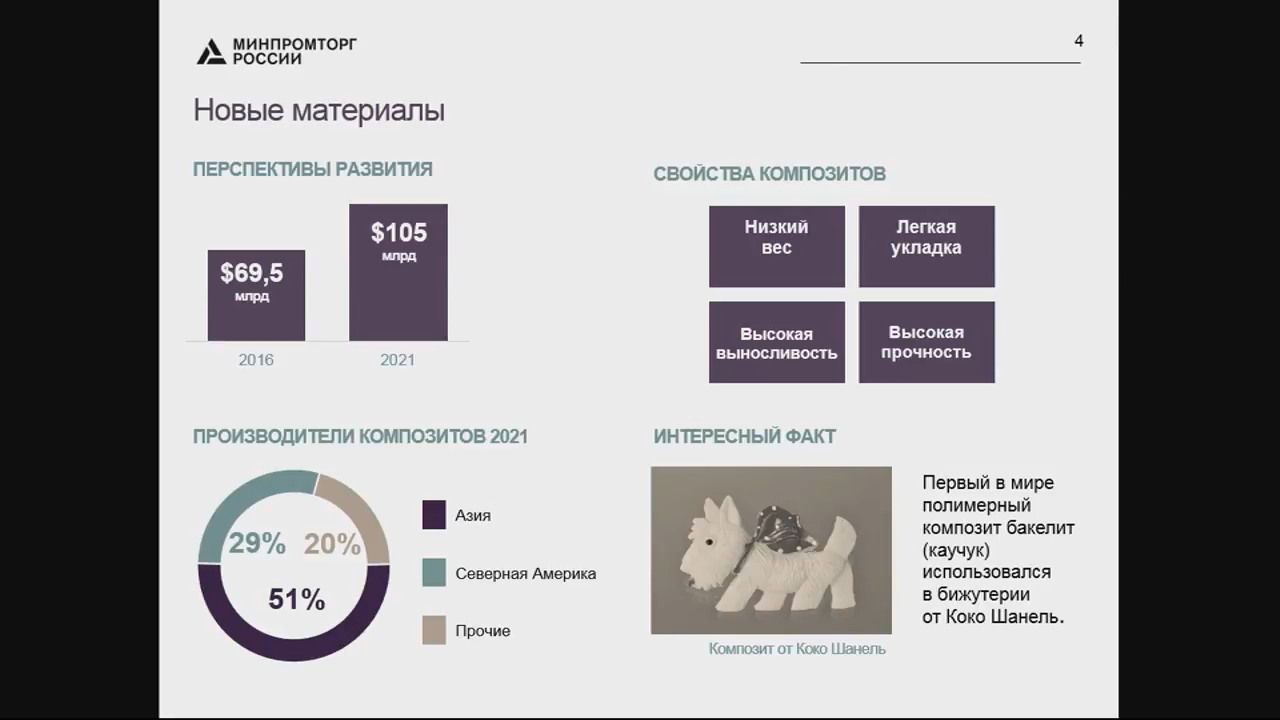 МИНПРОМТОРГ
РОССИИ
4
Новые материалы
ПЕРСПЕКТИВЫ РАЗВИТИЯ
$69,5
млрд
$105
млрд
2016
2021
СВОЙСТВА КОМПОЗИТОВ
Низкий
вес
Легкая
укладка
Высокая
выносливость
Высокая
прочность
ПРОИЗВОДИТЕЛИ КОМПОЗИТОВ 2021
29%
20%
51%
Азия
Северная Америка
Прочие
ИНТЕРЕСНЫЙ ФАКТ
Первый в мире
полимерный
композит бакелит
(каучук)
использовался
в бижутерии
от Коко Шанель.
Композит от Коко Шанель